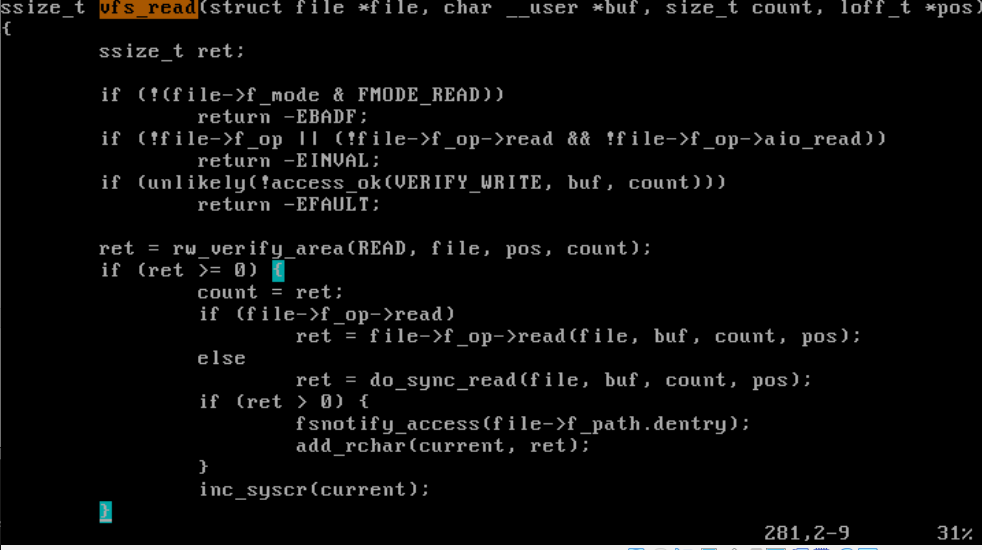 ssize_t vfs_read(struct file *file, char __user *buf, size_t count, loff_t *pos)
{
        ssize_t ret;

        if (!(file->f_mode & FMODE_READ))
                return -EBADF;
        if (!file->f_op || (!file->f_op->read && !file->f_op->aio_read))
                return -EINVAL;
        if (unlikely(!access_ok(VERIFY_WRITE, buf, count)))
                return -EFAULT;

        ret = rw_verify_area(READ, file, pos, count);
        if (ret >= 0) {
                count = ret;
                if (file->f_op->read)
                        ret = file->f_op->read(file, buf, count, pos);
                else
                        ret = do_sync_read(file, buf, count, pos);
                if (ret > 0) {
                        fsnotify_access(file->f_path.dentry);
                        add_rchar(current, ret);
                }
                inc_syscr(current);
        }
281,2-9 31%